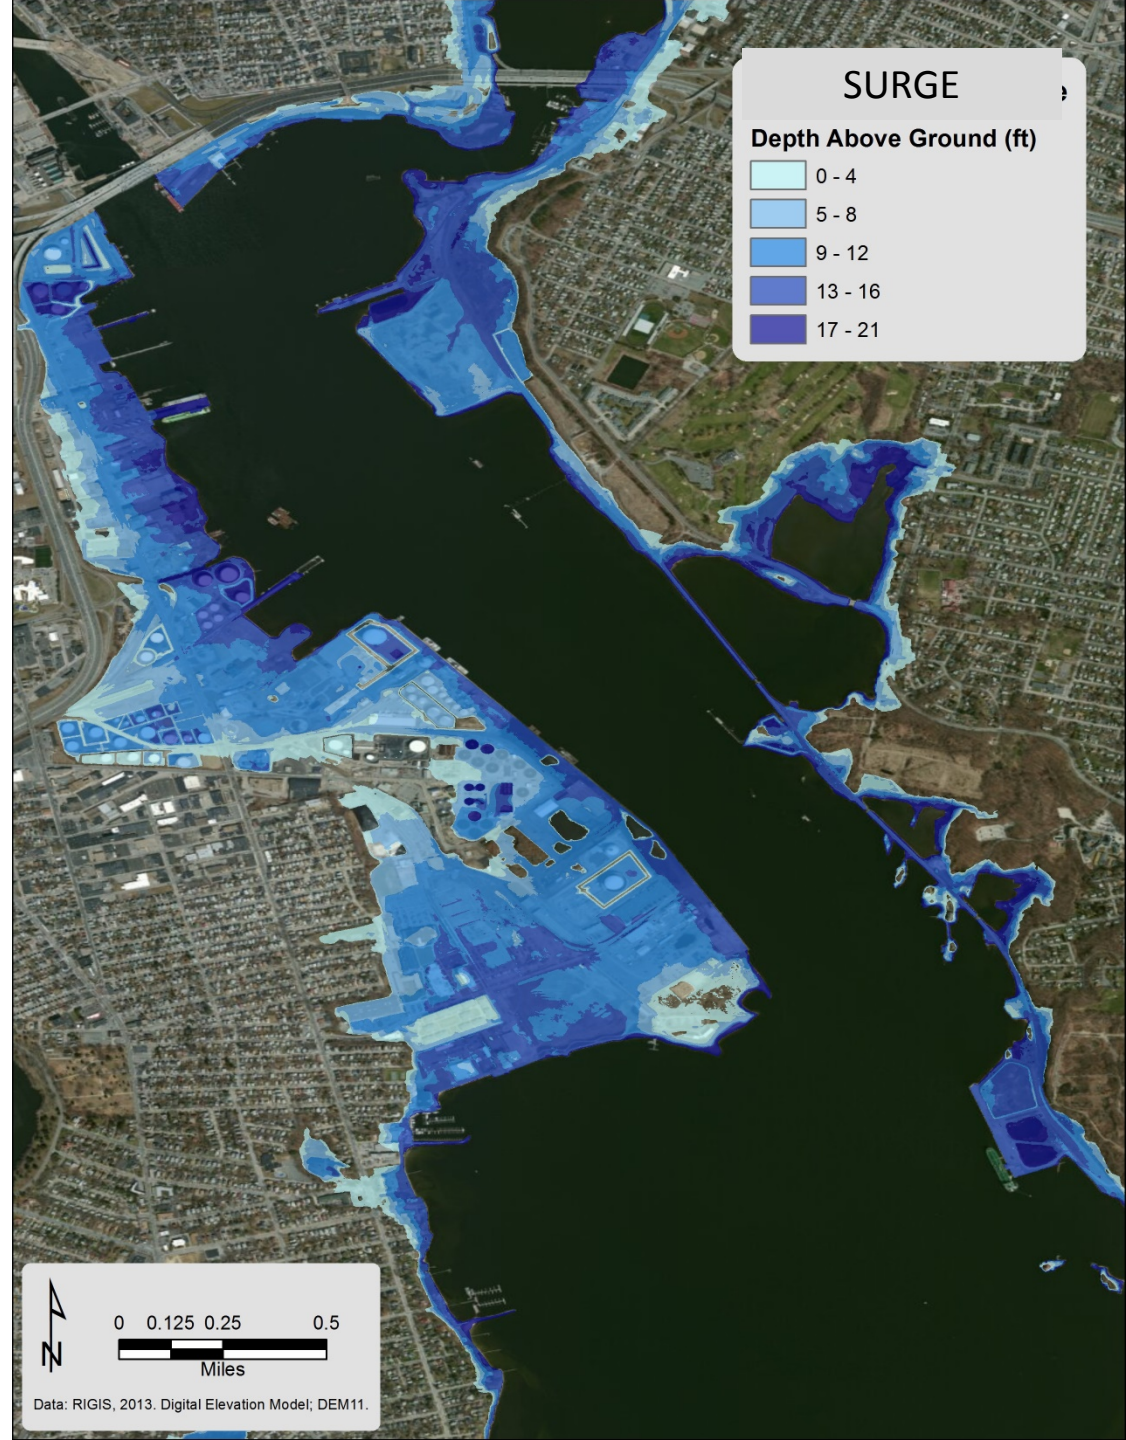 SURGE
e
Depth Above Ground (ft)
0 - 4
5 - 8
9 - 12
13 - 16
17 - 21
0 0.125 0.25 0.5
Miles
N
Data: RIGIS, 2013. Digital Elevation Model; DEM11.